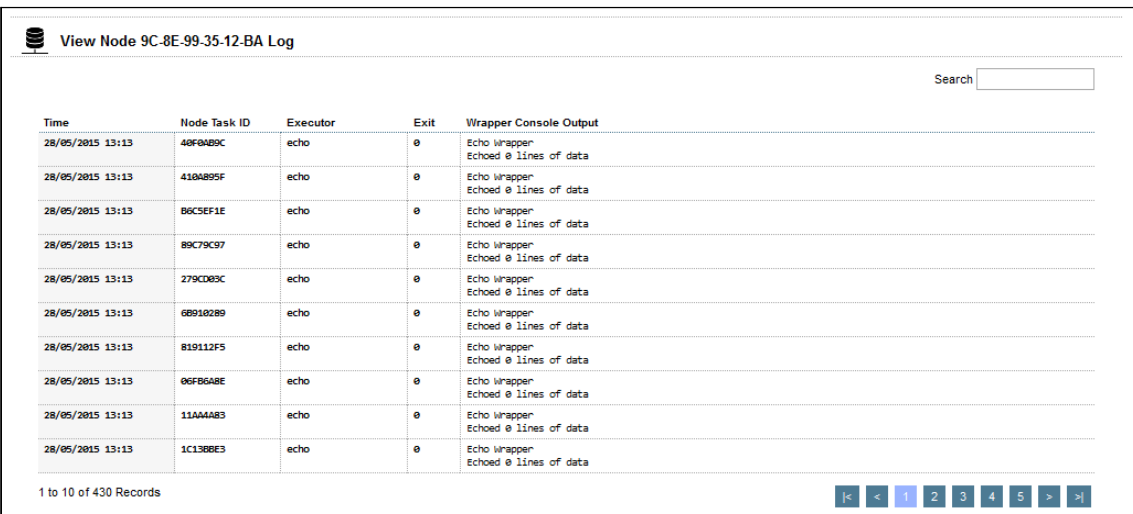 View Node 9C-8E-99-35-12-BA Log
Search
Time Node Task ID Executor Exit Wrapper Console Output
28/05/2015 13:13 40F0AB9C echo 0 Echo Wrapper
Echoed 0 lines of data
28/05/2015 13:13 410A895F echo 0 Echo Wrapper
Echoed 0 lines of data
28/05/2015 13:13 B6C5EF1E echo 0 Echo Wrapper
Echoed 0 lines of data
28/05/2015 13:13 89C79C97 echo 0 Echo Wrapper
Echoed 0 lines of data
28/05/2015 13:13 279CD03C echo 0 Echo Wrapper
Echoed 0 lines of data
28/05/2015 13:13 6B910289 echo 0 Echo Wrapper
Echoed 0 lines of data
28/05/2015 13:13 819112F5 echo 0 Echo Wrapper
Echoed 0 lines of data
28/05/2015 13:13 06FB6A8E echo 0 Echo Wrapper
Echoed 0 lines of data
28/05/2015 13:13 11AA4A83 echo 0 Echo Wrapper
Echoed 0 lines of data
28/05/2015 13:13 1C13BBE3 echo 0 Echo Wrapper
Echoed 0 lines of data
1 to 10 of 430 Records |< < 1 2 3 4 5 > >|